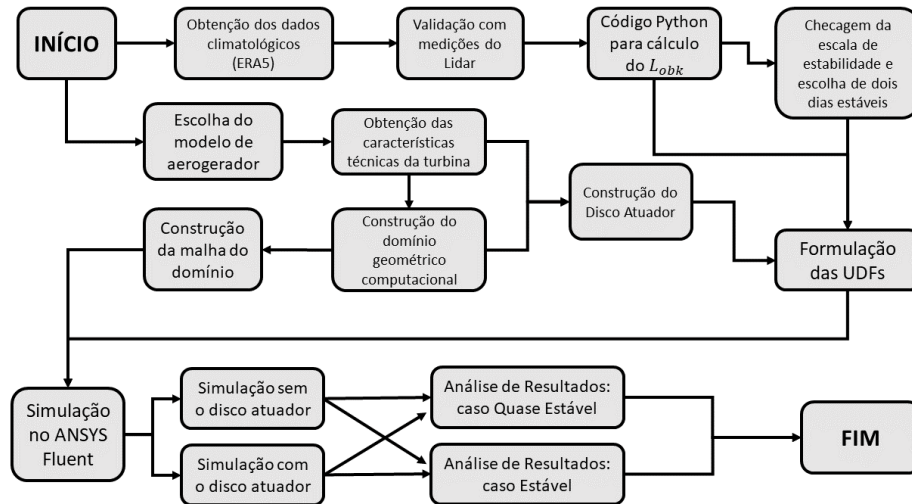 INÍCIO
Obtenção dos dados
climatológicos
(ERA5)
Validação com
medições do
Lidar
Código Python
para cálculo
do L_obk
Checagem da
escala de
estabilidade e
escolha de dois
dias estáveis
Escolha do
modelo de
aerogerador
Obtenção das
características
técnicas da turbina
Construção do
Disco Atuador
Construção
da malha do
domínio
Construção do
domínio
geométrico
computacional
Formulação
das UDFs
Simulação
no ANSYS
Fluent
Simulação sem
o disco atuador
Análise de Resultados:
caso Quase Estável
Simulação com
o disco atuador
Análise de Resultados:
caso Estável
FIM